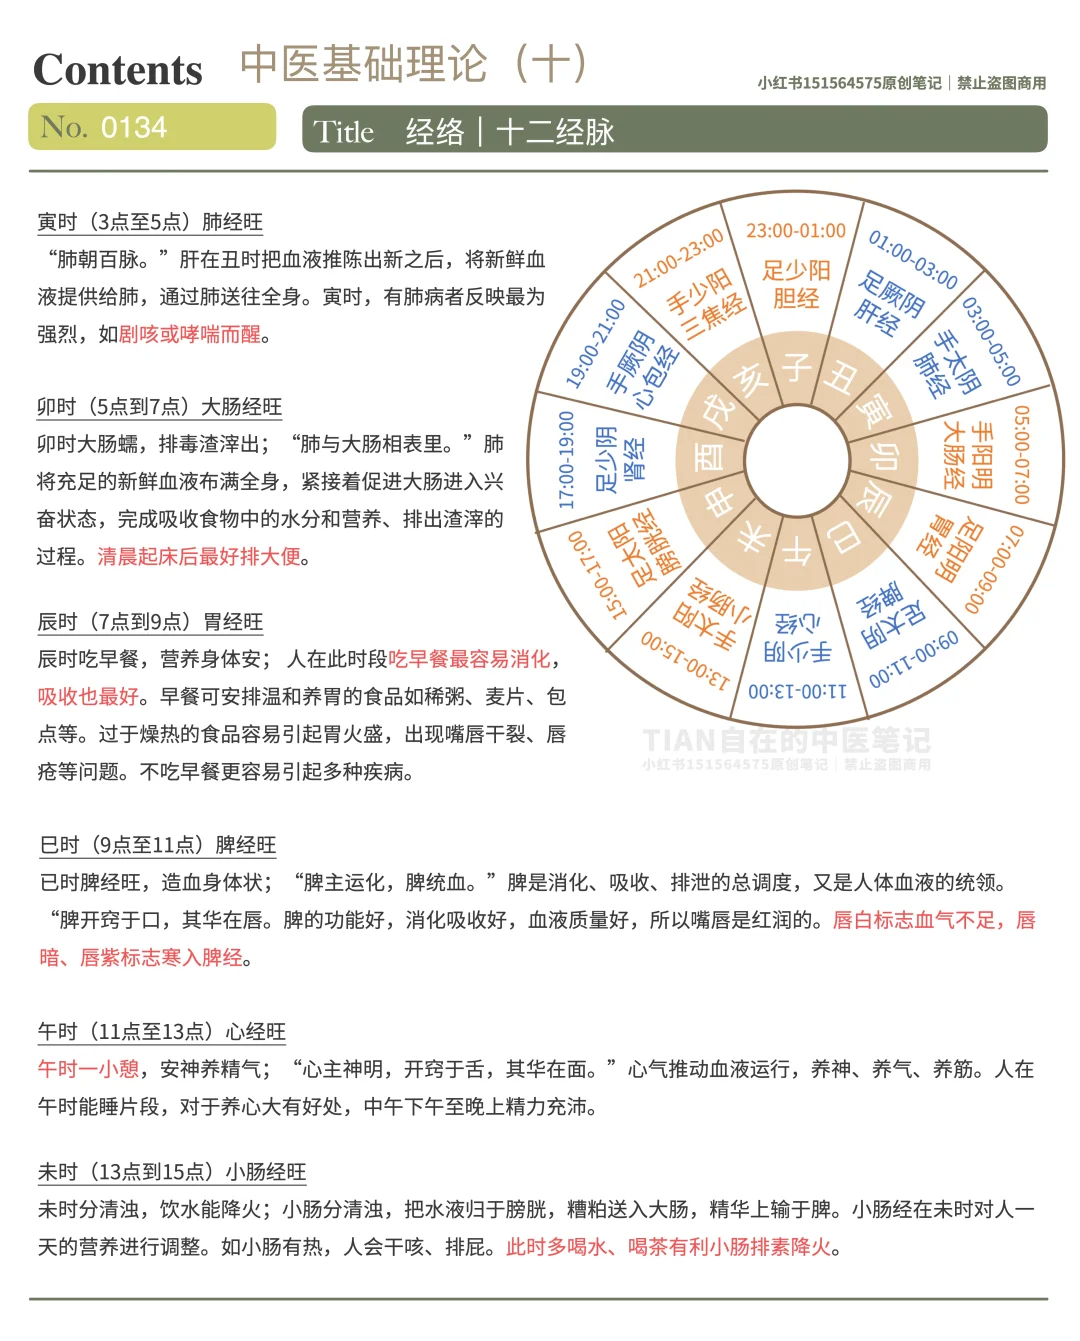 Contents 中医基础理论（十）
小红书151564575原创笔记｜禁止盗图商用
No. 0134
Title 经络｜十二经脉
寅时（3点至5点）肺经旺
“肺朝百脉。”肝在丑时把血液推陈出新之后，将新鲜血
液提供给肺，通过肺送往全身。寅时，有肺病者反映最为
强烈，如剧咳或哮喘而醒。
卯时（5点到7点）大肠经旺
卯时大肠蠕，排毒渣滓出；“肺与大肠相表里。”肺
将充足的新鲜血液布满全身，紧接着促进大肠进入兴
奋状态，完成吸收食物中的水分和营养、排出渣滓的
过程。清晨起床后最好排大便。
辰时（7点到9点）胃经旺
辰时吃早餐，营养身体安； 人在此时段吃早餐最容易消化，
吸收也最好。早餐可安排温和养胃的食品如稀粥、麦片、包
点等。过于燥热的食品容易引起胃火盛，出现嘴唇干裂、唇
疮等问题。不吃早餐更容易引起多种疾病。
23:00-01:00
足少阳
胆经
子
01:00-03:00
足厥阴
肝经
丑
03:00-05:00
手太阴
肺经
寅
05:00-07:00
手阳明
大肠经
卯
07:00-09:00
足阳明
胃经
辰
09:00-11:00
足太阴
脾经
巳
11:00-13:00
手少阴
心经
午
13:00-15:00
手太阳
小肠经
未
15:00-17:00
足太阳
膀胱经
申
17:00-19:00
足少阴
肾经
酉
19:00-21:00
手厥阴
心包经
戌
21:00-23:00
手少阳
三焦经
亥
TIAN自在的中医笔记
小红书151564575原创笔记｜禁止盗图商用
巳时（9点至11点）脾经旺
已时脾经旺，造血身体状；“脾主运化，脾统血。”脾是消化、吸收、排泄的总调度，又是人体血液的统领。
“脾开窍于口，其华在唇。脾的功能好，消化吸收好，血液质量好，所以嘴唇是红润的。唇白标志血气不足，唇
暗、唇紫标志寒入脾经。
午时（11点至13点）心经旺
午时一小憩，安神养精气；“心主神明，开窍于舌，其华在面。”心气推动血液运行，养神、养气、养筋。人在
午时能睡片段，对于养心大有好处，中午下午至晚上精力充沛。
未时（13点到15点）小肠经旺
未时分清浊，饮水能降火；小肠分清浊，把水液归于膀胱，糟粕送入大肠，精华上输于脾。小肠经在未时对人一
天的营养进行调整。如小肠有热，人会干咳、排屁。此时多喝水、喝茶有利小肠排素降火。